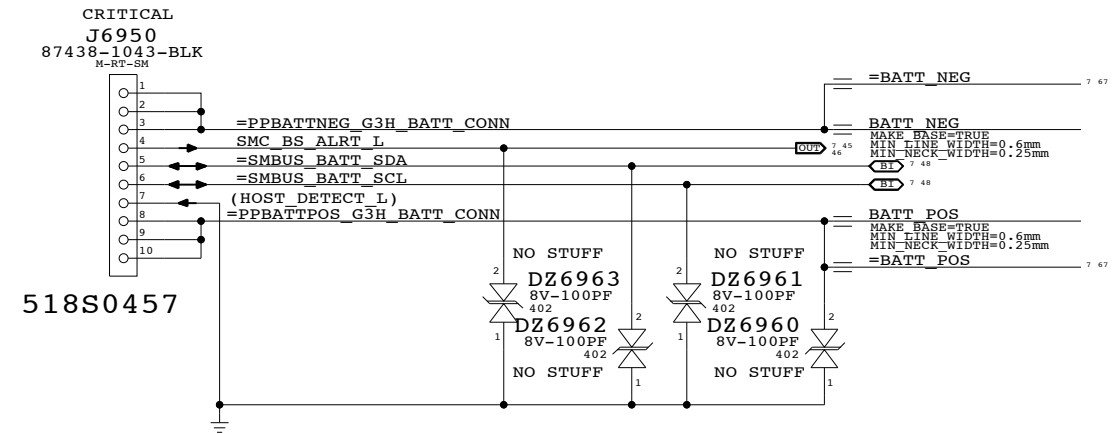 CRITICAL
J6950
87438-1043-BLK
M-RT-SM
1
2
3
4
5
6
7
8
9
10
518S0457
=PPBATTNEG_G3H_BATT_CONN
SMC_BS_ALRT_L
=SMBUS_BATT_SDA
=SMBUS_BATT_SCL
(HOST_DETECT_L)
=PPBATTPOS_G3H_BATT_CONN
=BATT_NEG
7 67
BATT_NEG
MAKE_BASE=TRUE
MIN_LINE_WIDTH=0.6mm
MIN_NECK_WIDTH=0.25mm
OUT
7 45
46
BI
7 48
BI
7 48
BATT_POS
MAKE_BASE=TRUE
MIN_LINE_WIDTH=0.6mm
MIN_NECK_WIDTH=0.25mm
=BATT_POS
7 67
NO STUFF
2
DZ6963
8V-100PF
402
1
2
DZ6962
8V-100PF
402
1
NO STUFF
NO STUFF
2
DZ6961
8V-100PF
402
1
2
DZ6960
8V-100PF
402
1
NO STUFF